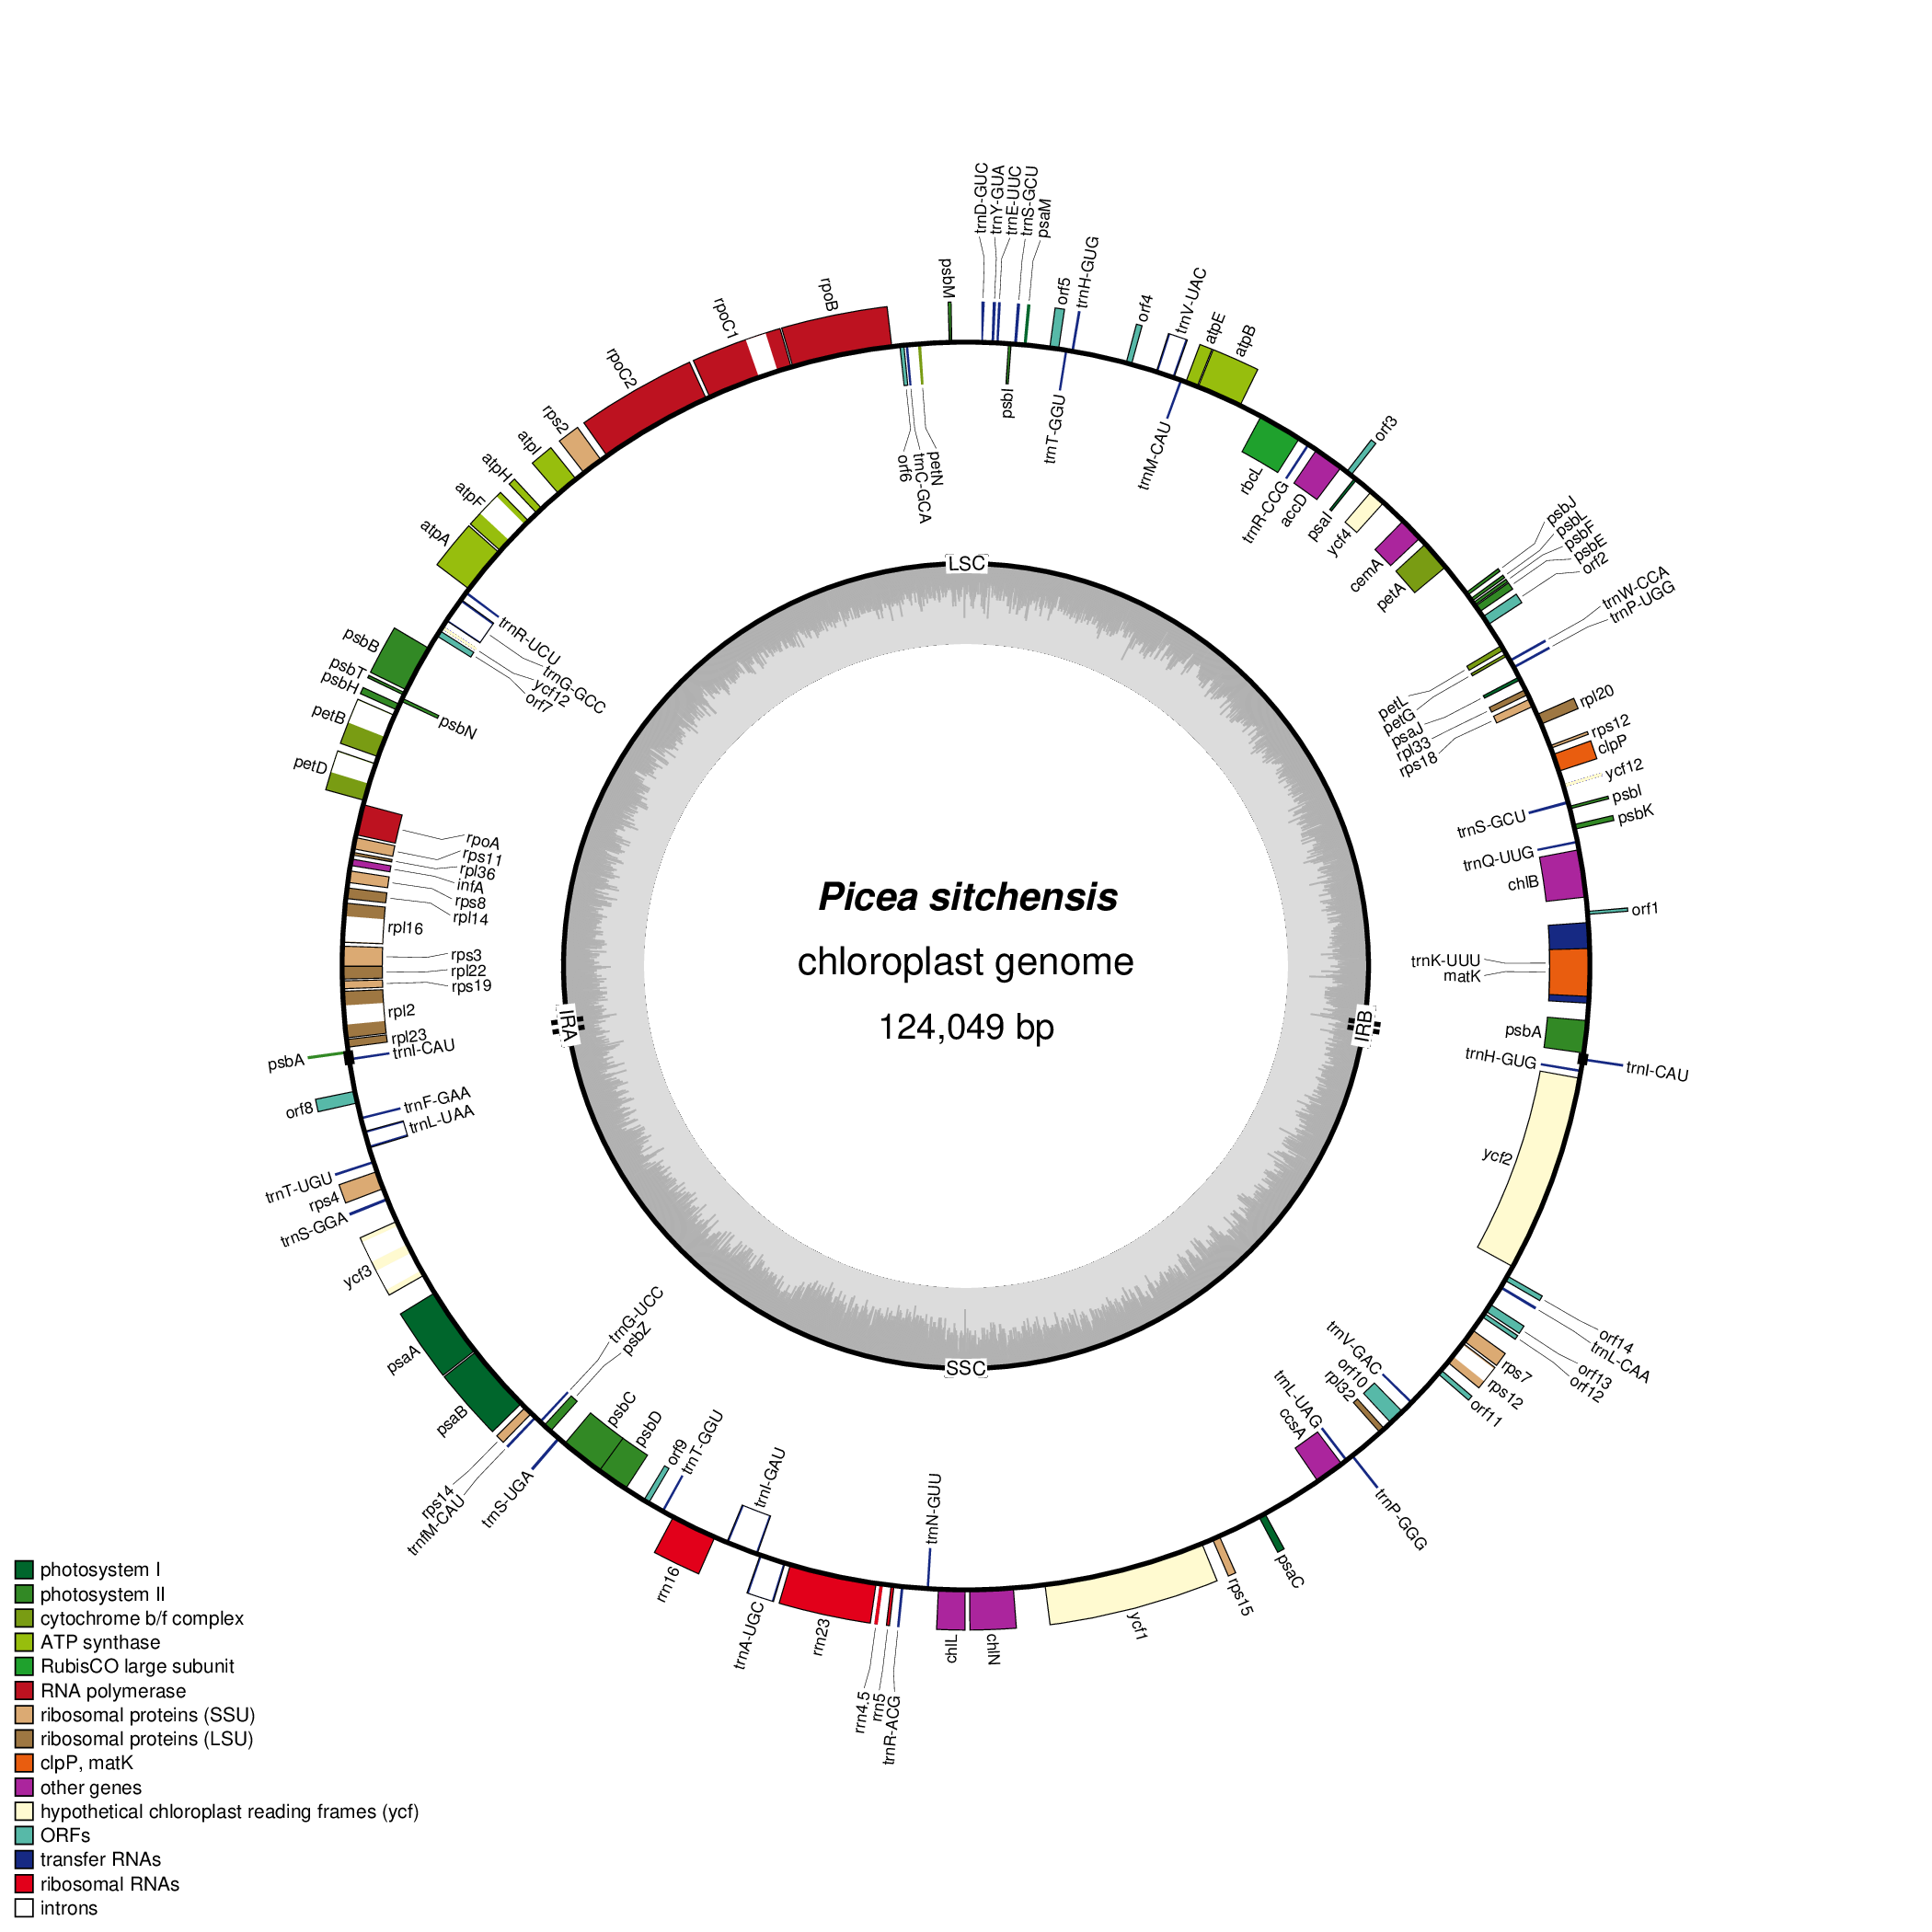 trnD-GUC
trnY-GUA
trnE-UUC
trnS-GCU
psaM
orf5
trnH-GUG
orf4
trnV-UAC
atpE
atpB
orf3
psbJ
psbL
psbF
psbE
orf2
trnW-CCA
trnP-UGG
rpl20
rps12
clpP
ycf12
psbI
psbK
orf1
trnI-CAU
orf14
trnL-CAA
orf13
orf12
rps7
rps12
orf11
trnP-GGG
psaC
rps15
ycf1
chlN
chlL
trnR-ACG
rrn5
rrn4.5
rrn23
trnA-UGC
rrn16
trnS-UGA
trnfM-CAU
rps14
psaB
psaA
ycf3
trnS-GGA
rps4
trnT-UGU
orf8
psbA
petD
petB
psbH
psbT
psbB
atpA
atpF
atpH
atpI
rps2
rpoC2
rpoC1
rpoB
psbM
orf6
trnC-GCA
petN
psbI
trnT-GGU
trnM-CAU
rbcL
trnR-CCG
accD
psaI
ycf4
cemA
petA
petL
petG
psaJ
rpl33
rps18
trnS-GCU
trnQ-UUG
chlB
trnK-UUU
matK
psbA
trnH-GUG
ycf2
trnV-GAC
orf10
rpl32
trnL-UAG
ccsA
trnN-GUU
trnI-GAU
trnT-GGU
orf9
psbD
psbC
psbZ
trnG-UCC
trnL-UAA
trnF-GAA
trnI-CAU
rpl23
rpl2
rps19
rpl22
rps3
rpl16
rpl14
rps8
infA
rpl36
rps11
rpoA
psbN
orf7
ycf12
trnG-GCC
trnR-UCU
LSC
IRB
SSC
IRA
Picea sitchensis
chloroplast genome
124,049 bp
photosystem I
photosystem II
cytochrome b/f complex
ATP synthase
RubisCO large subunit
RNA polymerase
ribosomal proteins (SSU)
ribosomal proteins (LSU)
clpP, matK
other genes
hypothetical chloroplast reading frames (ycf)
ORFs
transfer RNAs
ribosomal RNAs
introns